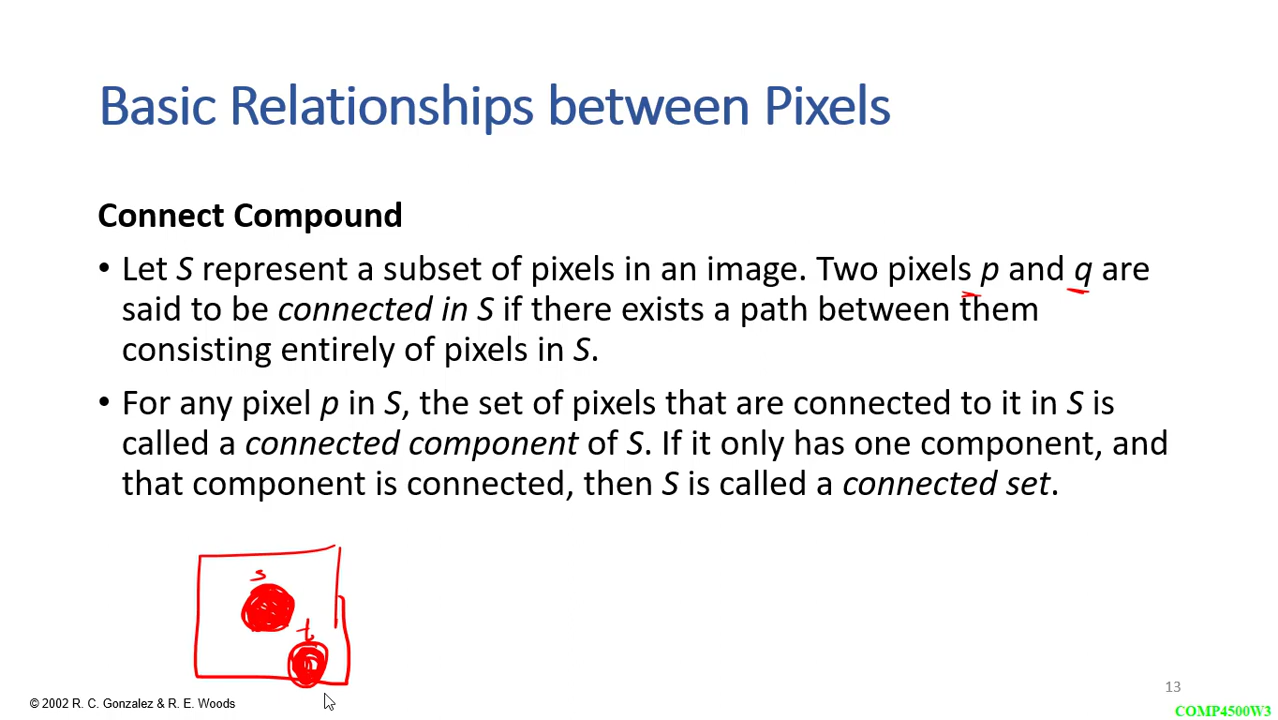 Basic Relationships between Pixels
Connect Compound
• Let S represent a subset of pixels in an image. Two pixels p and q are
said to be connected in S if there exists a path between them
consisting entirely of pixels in S.
• For any pixel p in S, the set of pixels that are connected to it in S is
called a connected component of S. If it only has one component, and
that component is connected, then S is called a connected set.
s
t
© 2002 R. C. Gonzalez & R. E. Woods
13
COMP4500W3